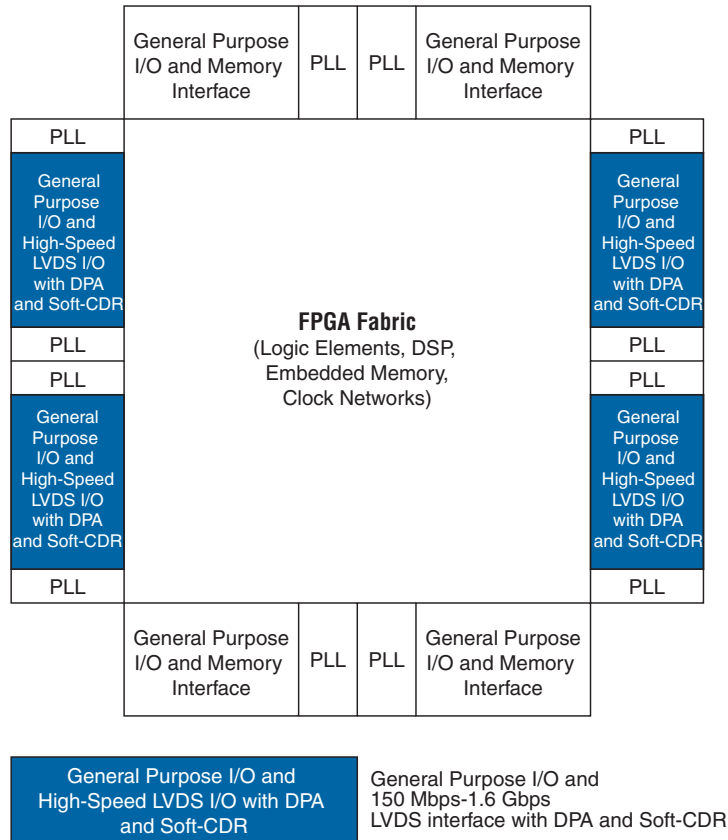 General Purpose
I/O and Memory
Interface
PLL
PLL
General Purpose
I/O and Memory
Interface
PLL
General
Purpose
I/O and
High-Speed
LVDS I/O
with DPA
and Soft-CDR
PLL
PLL
General
Purpose
I/O and
High-Speed
LVDS I/O
with DPA
and Soft-CDR
PLL
FPGA Fabric
(Logic Elements, DSP,
Embedded Memory,
Clock Networks)
PLL
General
Purpose
I/O and
High-Speed
LVDS I/O
with DPA
and Soft-CDR
PLL
PLL
General
Purpose
I/O and
High-Speed
LVDS I/O
with DPA
and Soft-CDR
PLL
General Purpose
I/O and Memory
Interface
PLL
PLL
General Purpose
I/O and Memory
Interface
General Purpose I/O and
High-Speed LVDS I/O with DPA
and Soft-CDR
General Purpose I/O and
150 Mbps-1.6 Gbps
LVDS interface with DPA and Soft-CDR